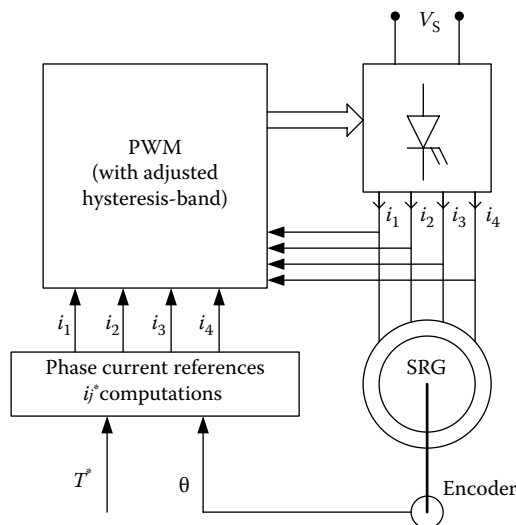 V_S
PWM
(with adjusted
hysteresis-band)
i_1 i_2 i_3 i_4
i_1 i_2 i_3 i_4
Phase current references
i_j^* computations
SRG
T^*
θ
Encoder